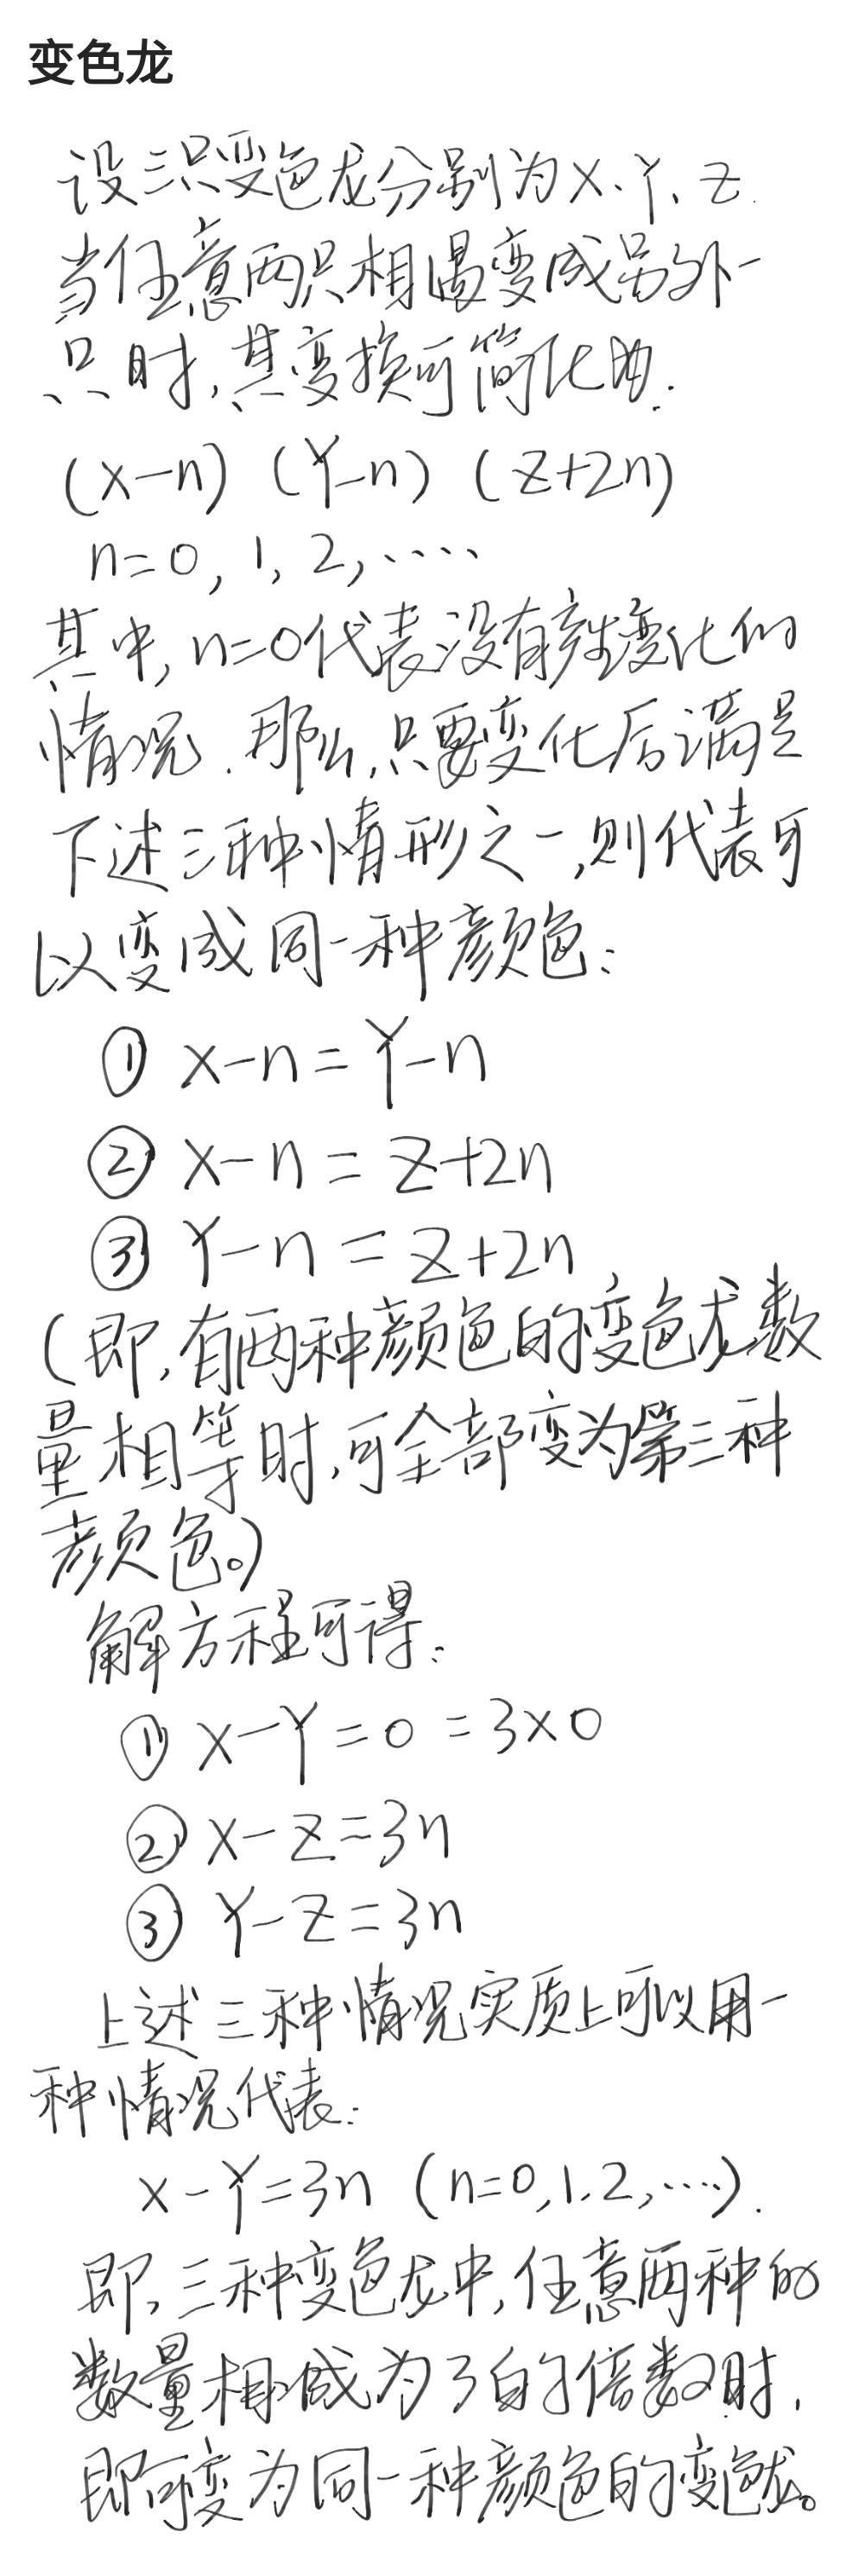 变色龙
设三只变色龙分别为X、Y、Z.
当任意两只相遇变成另外一
只时,其变换可简化为.
(X-n) (Y-n) (Z+2n)
n=0,1,2,····
其中,n=0代表没有产生变化的
情况.那么,只要变化后满足
下述三种情形之一,则代表可
以变成同一种颜色:
① X-n=Y-n
② X-n=Z+2n
③ Y-n=Z+2n
(即,有两种颜色的变色龙数
量相等时,可全部变为第三种
颜色。)
解方程可得:
① X-Y=0=3×0
② X-Z=3n
③ Y-Z=3n
上述三种情况实质上可以用一
种情况代表:
X-Y=3n (n=0,1.2,····).
即,三种变色龙中,任意两种的
数量相减为3的倍数时,
即可变为同一种颜色的变色龙。